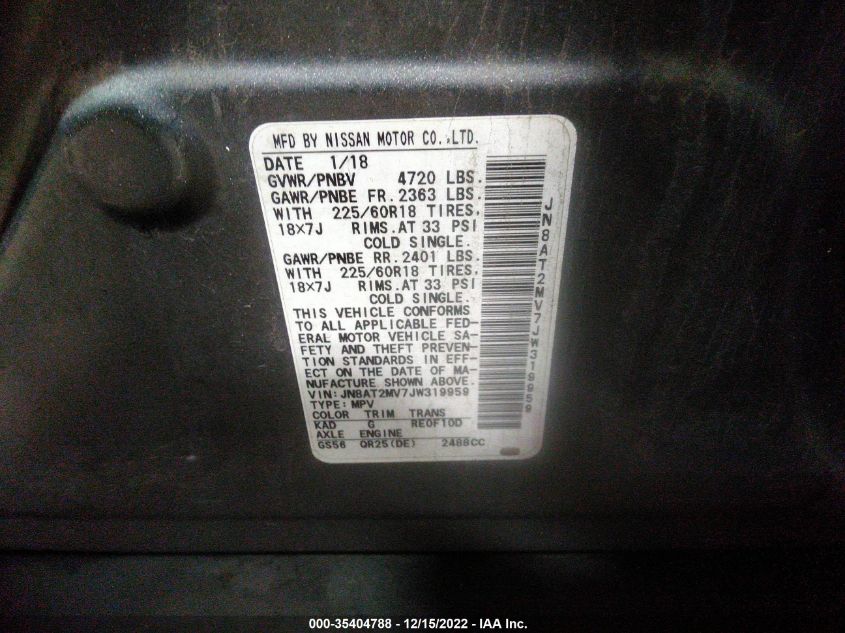 MFD BY NISSAN MOTOR CO.,LTD.
DATE 1/18
GVWR/PNBV 4720 LBS.
GAWR/PNBE FR. 2363 LBS.
WITH 225/60R18 TIRES,
18×7J RIMS.AT 33 PSI
COLD SINGLE.
GAWR/PNBE RR. 2401 LBS.
WITH 225/60R18 TIRES,
18×7J RIMS.AT 33 PSI
COLD SINGLE.
THIS VEHICLE CONFORMS
TO ALL APPLICABLE FED-
ERAL MOTOR VEHICLE SA-
FETY AND THEFT PREVEN-
TION STANDARDS IN EFF-
ECT ON THE DATE OF MA-
NUFACTURE SHOWN ABOVE.
VIN: JN8AT2MV7JW319959
TYPE: MPV
COLOR TRIM TRANS
KAD G RE0F10D
AXLE ENGINE
GS56 QR25(DE) 2488CC
JN8AT2MV7JW319959
000-35404788 - 12/15/2022 - IAA Inc.